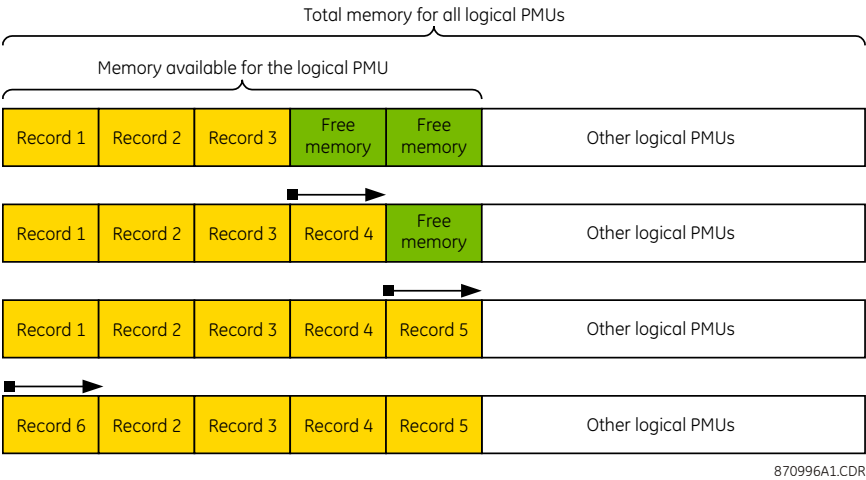 Total memory for all logical PMUs
Memory available for the logical PMU
Record 1 Record 2 Record 3 Free memory Free memory Other logical PMUs
Record 1 Record 2 Record 3 Record 4 Free memory Other logical PMUs
Record 1 Record 2 Record 3 Record 4 Record 5 Other logical PMUs
Record 6 Record 2 Record 3 Record 4 Record 5 Other logical PMUs
870996A1.CDR